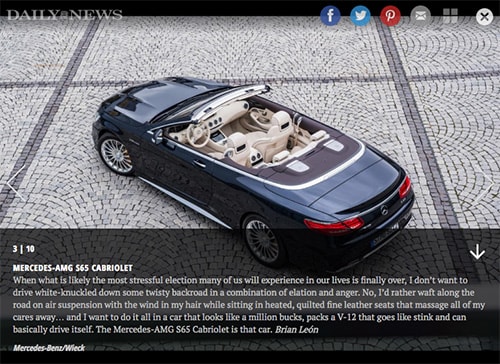 DAILY NEWS
3 | 10
MERCEDES-AMG S65 CABRIOLET
When what is likely the most stressful election many of us will experience in our lives is finally over, I don't want to
drive white-knuckled down some twisty backroad in a combination of elation and anger. No, I'd rather waft along the
road on air suspension with the wind in my hair while sitting in heated, quilted fine leather seats that massage all of my
cares away... and I want to do it all in a car that looks like a million bucks, packs a V-12 that goes like stink and can
basically drive itself. The Mercedes-AMG S65 Cabriolet is that car. Brian León
Mercedes-Benz/Wieck